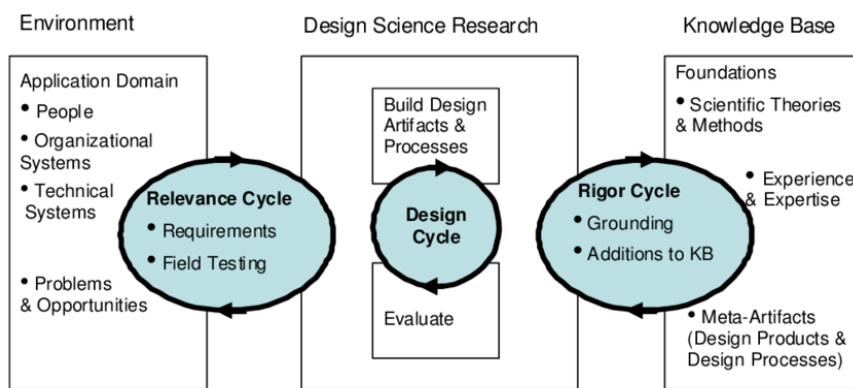 Environment
Design Science Research
Knowledge Base
Application Domain
• People
• Organizational
Systems
• Technical
Systems
• Problems
& Opportunities
Relevance Cycle
• Requirements
• Field Testing
Build Design
Artifacts &
Processes
Design
Cycle
Evaluate
Rigor Cycle
• Grounding
• Additions to KB
Foundations
• Scientific Theories
& Methods
• Experience
& Expertise
• Meta-Artifacts
(Design Products &
Design Processes)